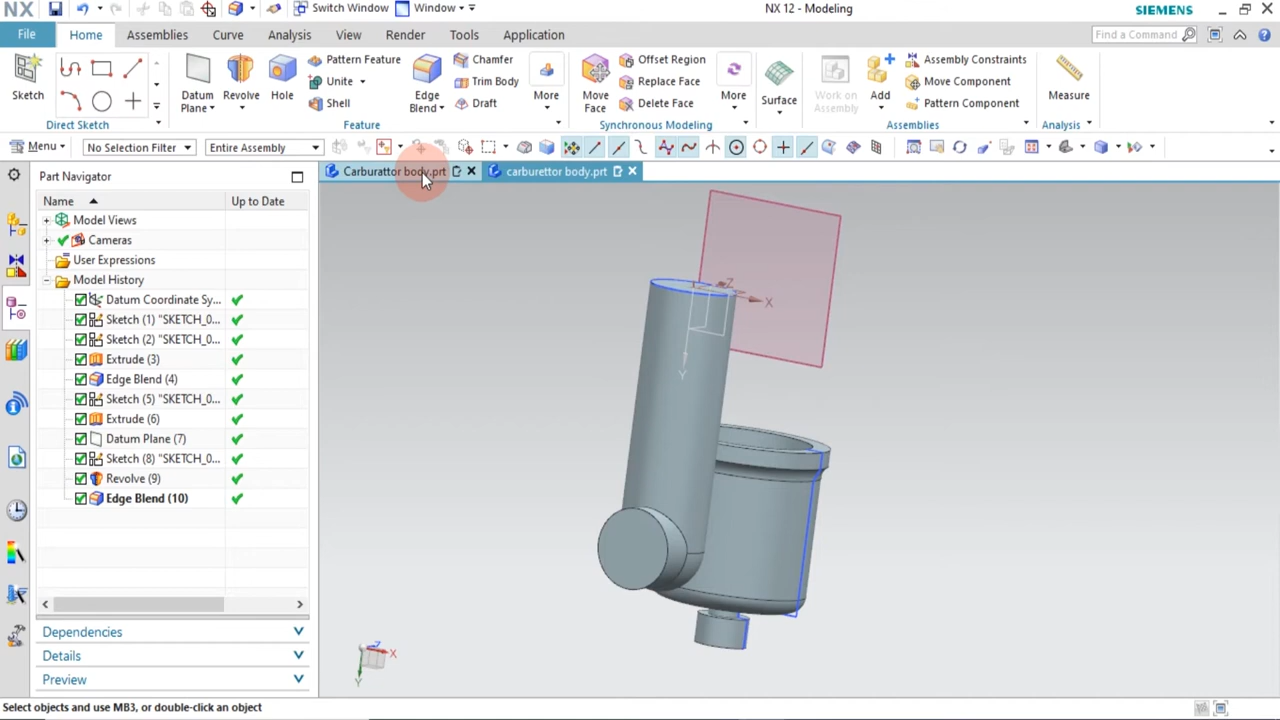 NX
Switch Window
Window
NX 12 - Modeling
SIEMENS
File
Home
Assemblies
Curve
Analysis
View
Render
Tools
Application
Find a Command
Sketch
Direct Sketch
Datum
Plane
Revolve
Hole
Pattern Feature
Unite
Shell
Edge
Blend
Chamfer
Trim Body
Draft
More
Feature
Move
Face
Offset Region
Replace Face
Delete Face
More
Synchronous Modeling
Surface
Work on
Assembly
Add
Assembly Constraints
Move Component
Pattern Component
Assemblies
Measure
Analysis
Menu
No Selection Filter
Entire Assembly
Carburattor body.prt
carburettor body.prt
Part Navigator
Name
Up to Date
Model Views
Cameras
User Expressions
Model History
Datum Coordinate Sy...
Sketch (1) "SKETCH_0...
Sketch (2) "SKETCH_0...
Extrude (3)
Edge Blend (4)
Sketch (5) "SKETCH_0...
Extrude (6)
Datum Plane (7)
Sketch (8) "SKETCH_0...
Revolve (9)
Edge Blend (10)
Dependencies
Details
Preview
Z
X
Y
Z
X
Y
Select objects and use MB3, or double-click an object